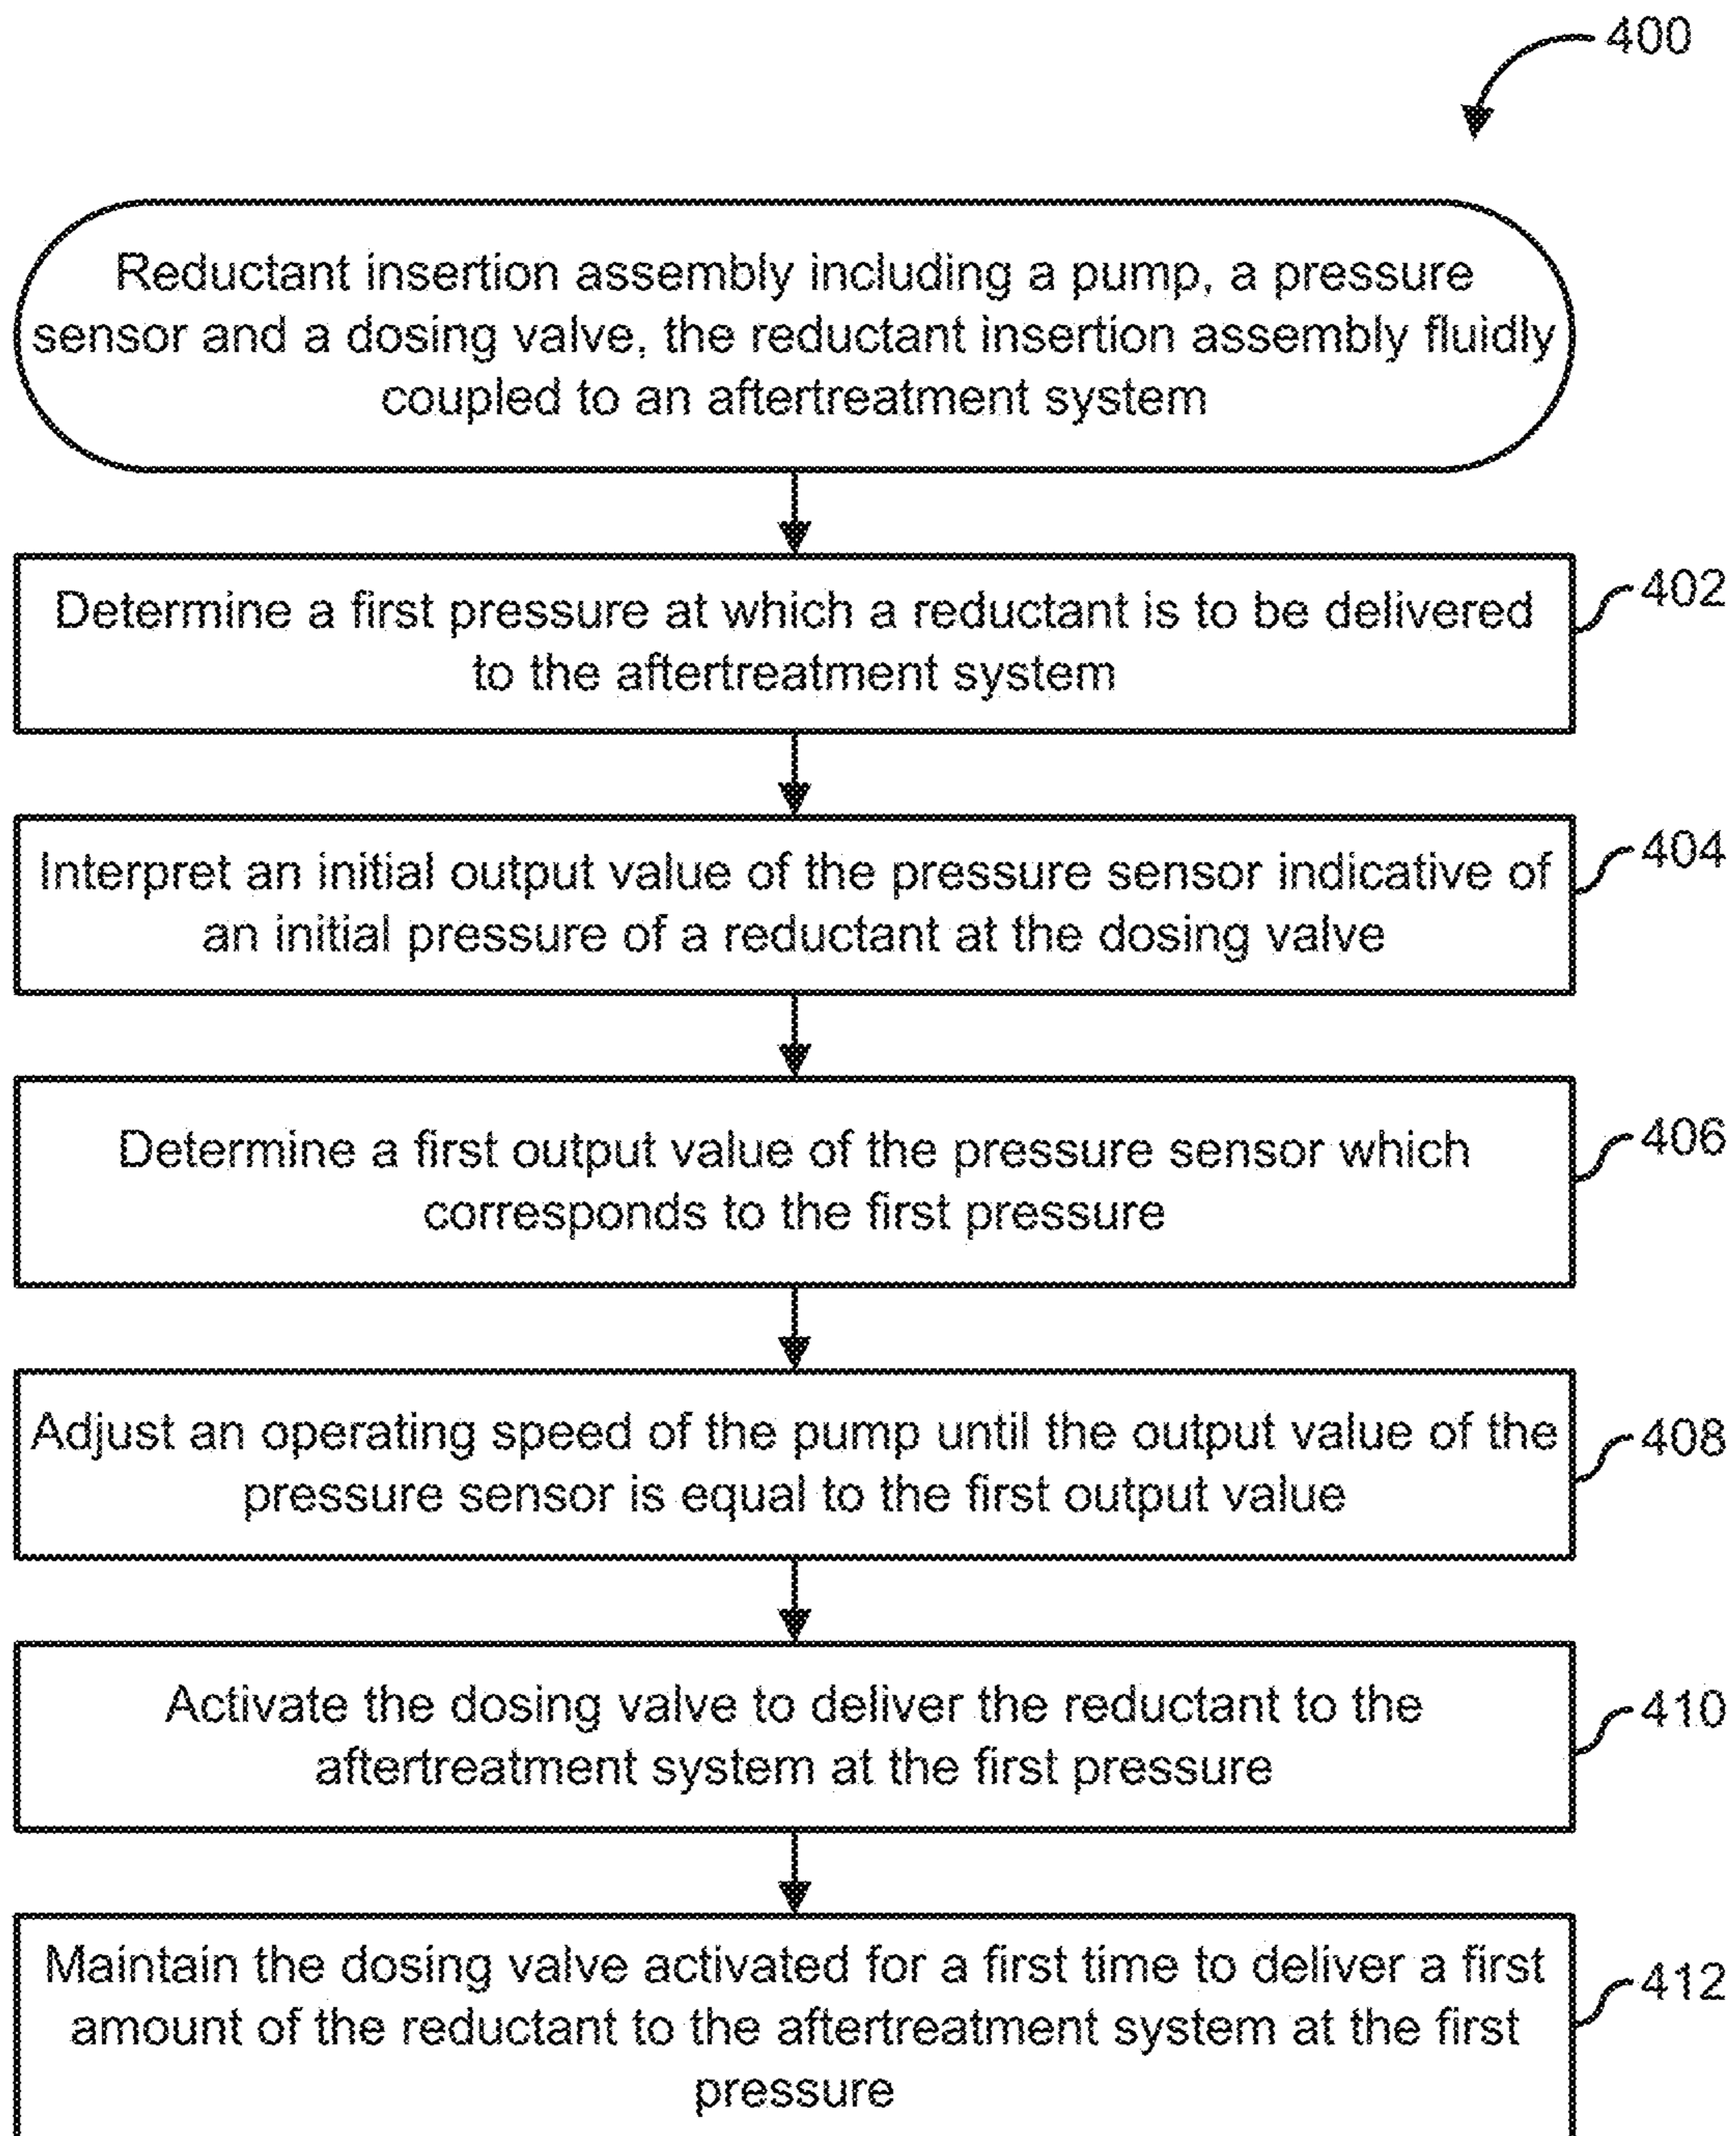 400
Reductant insertion assembly including a pump, a pressure
sensor and a dosing valve, the reductant insertion assembly fluidly
coupled to an aftertreatment system
Determine a first pressure at which a reductant is to be delivered
to the aftertreatment system
402
Interpret an initial output value of the pressure sensor indicative of
an initial pressure of a reductant at the dosing valve
404
Determine a first output value of the pressure sensor which
corresponds to the first pressure
406
Adjust an operating speed of the pump until the output value of the
pressure sensor is equal to the first output value
408
Activate the dosing valve to deliver the reductant to the
aftertreatment system at the first pressure
410
Maintain the dosing valve activated for a first time to deliver a first
amount of the reductant to the aftertreatment system at the first
pressure
412